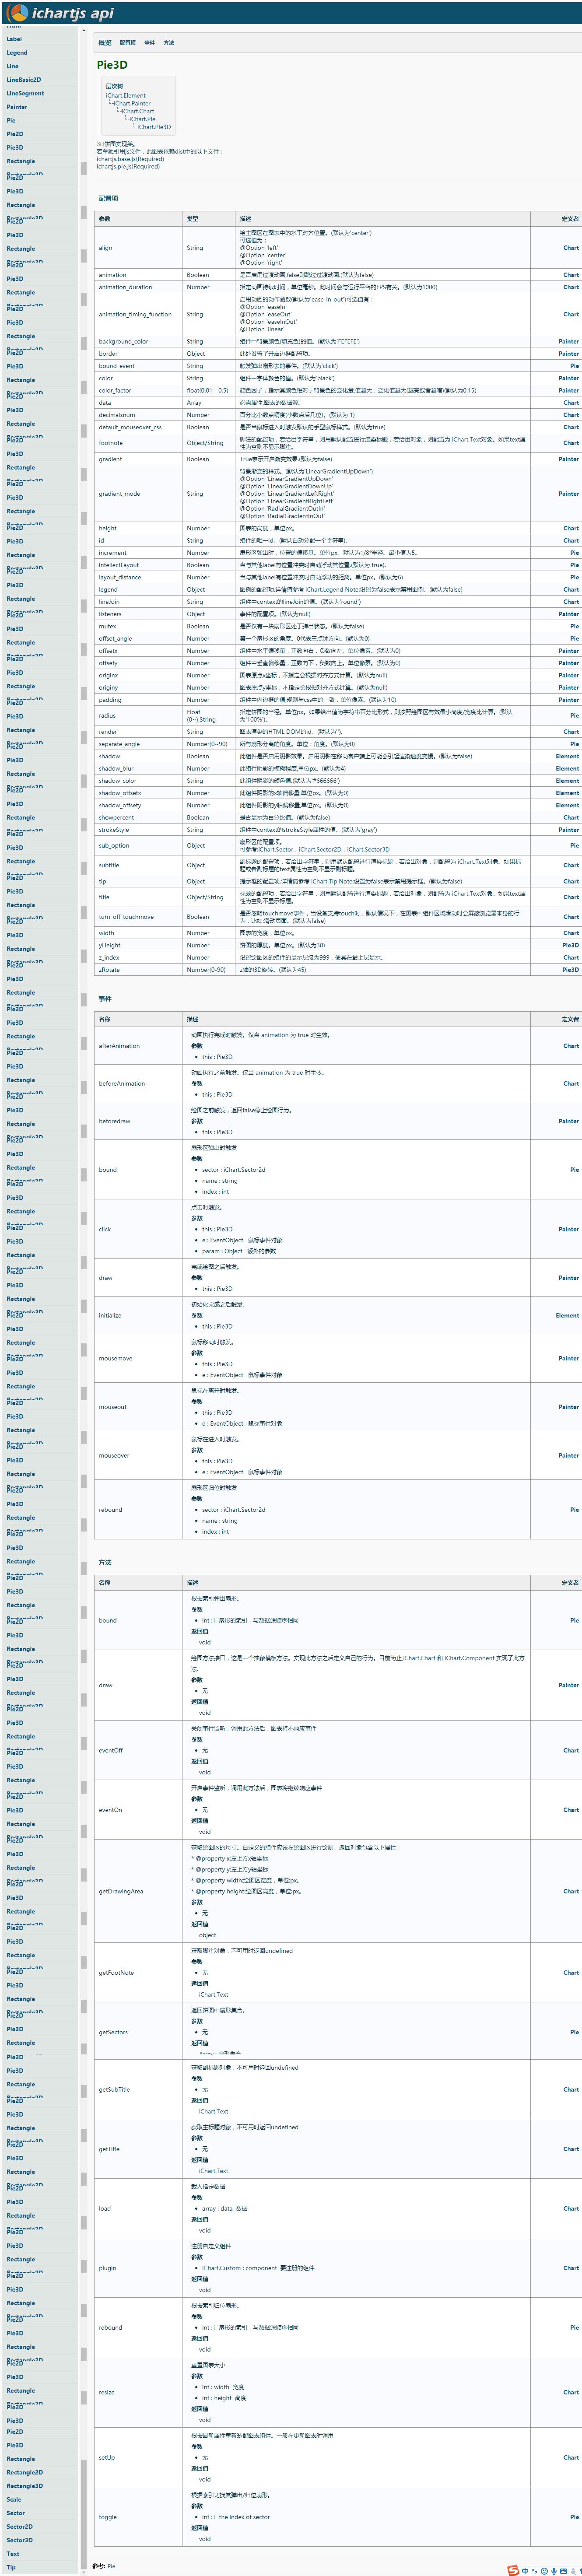 ichartjs api
Label
Legend
Line
LineBasic2D
LineSegment
Painter
Pie
Pie2D
Pie3D
Rectangle
概览 配置项 事件 方法
Pie3D
层次树
iChart.Element
iChart.Painter
iChart.Chart
iChart.Pie
iChart.Pie3D
3D饼图实现类。
若单独引用js文件，此图表依赖dist中的以下文件：
ichartjs.base.js(Required)
ichartjs.pie.js(Required)
配置项
参数 类型 描述 定义者
align String 绘主图区在图表中的水平对齐位置。(默认为'center')
可选值为：
@Option 'left'
@Option 'center'
@Option 'right' Chart
animation Boolean 是否启用过渡动画,false则跳过过渡动画.(默认为false) Chart
animation_duration Number 指定动画持续时间，单位毫秒。此时间会与运行平台的FPS有关。(默认为1000) Chart
animation_timing_function String 启用动画的动作函数(默认为'ease-in-out')可选值有：
@Option 'easeIn'
@Option 'easeOut'
@Option 'easeInOut'
@Option 'linear' Chart
background_color String 组件中背景颜色(填充色)的值。(默认为'FEFEFE') Painter
border Object 此处设置了开启边框配置项。 Painter
bound_event String 触发弹出扇形去的事件。(默认为'click') Pie
color String 组件中字体颜色的值。(默认为'black') Painter
color_factor float(0.01 - 0.5) 颜色因子，指示其颜色相对于背景色的变化量.值越大，变化值越大(越亮或者越暗)(默认为0.15) Painter
data Array 必需属性,图表的数据源。 Chart
decimalsnum Number 百分比小数点精度(小数点后几位)。(默认为 1) Chart
default_mouseover_css Boolean 是否当鼠标进入时触发默认的手型鼠标样式。(默认为true) Chart
footnote Object/String 脚注的配置项，若给出字符串，则用默认配置进行渲染标题，若给出对象，则配置为 iChart.Text对象。如果text属
性为空则不显示脚注。 Chart
gradient Boolean True表示开启渐变效果.(默认为false) Painter
gradient_mode String 背景渐变的样式。(默认为'LinearGradientUpDown')
@Option 'LinearGradientUpDown'
@Option 'LinearGradientDownUp'
@Option 'LinearGradientLeftRight'
@Option 'LinearGradientRightLeft'
@Option 'RadialGradientOutIn'
@Option 'RadialGradientInOut' Painter
height Number 图表的高度，单位px。 Chart
id String 组件的唯一id。(默认自动分配一个字符串). Chart
increment Number 扇形区弹出时，位置的偏移量。单位px。默认为1/8*半径。最小值为5。 Pie
intellectLayout Boolean 当与其他label有位置冲突时自动浮动其位置.(默认为 true). Pie
layout_distance Number 当与其他label有位置冲突时自动浮动的距离。单位px。(默认为6) Pie
legend Object 图例的配置项,详情请参考 iChart.Legend Note:设置为false表示禁用图例。(默认为false) Chart
lineJoin String 组件中context的lineJoin的值。(默认为'round') Chart
listeners Object 事件的配置项。(默认为null) Painter
mutex Boolean 是否仅有一块扇形区处于弹出状态。(默认为false) Pie
offset_angle Number 第一个扇形区的角度。0代表三点钟方向。(默认为0) Pie
offsetx Number 组件中水平偏移量，正数向右，负数向左。单位像素。(默认为0) Painter
offsety Number 组件中垂直偏移量，正数向下，负数向上。单位像素。(默认为0) Painter
originx Number 图表原点x坐标，不指定会根据对齐方式计算。(默认为null) Painter
originy Number 图表原点y坐标，不指定会根据对齐方式计算。(默认为null) Painter
padding Number 组件中内边框的值,规则与css中的一致，单位像素。(默认为10) Painter
radius Float
(0~),String 指定饼图的半径。单位px。如果给出值为字符串百分比形式，则按照绘图区有效最小高度/宽度比计算。(默认
为'100%')。 Pie
render String 图表渲染的HTML DOM的id。(默认为'')。 Chart
separate_angle Number(0~90) 所有扇形分离的角度。单位：角度。(默认为0) Pie
shadow Boolean 此组件是否启用阴影效果。启用阴影在移动客户端上可能会引起渲染速度变慢。(默认为false) Element
shadow_blur Number 此组件阴影的模糊程度,单位px。(默认为4) Element
shadow_color String 此组件阴影的颜色值.(默认为'#666666') Element
shadow_offsetx Number 此组件阴影的x轴偏移量,单位px。(默认为0) Element
shadow_offsety Number 此组件阴影的y轴偏移量,单位px。(默认为0) Element
showpercent Boolean 是否显示为百分比值。(默认为false) Chart
strokeStyle String 组件中context的strokeStyle属性的值。(默认为'gray') Painter
sub_option Object 扇形区的配置项。
可参考:iChart.Sector，iChart.Sector2D，iChart.Sector3D Pie
subtitle Object 副标题的配置项，若给出字符串，则用默认配置进行渲染标题，若给出对象，则配置为 iChart.Text对象。如果标
题或者副标题的text属性为空则不显示副标题。 Chart
tip Object 提示框的配置项,详情请参考 iChart.Tip Note:设置为false表示禁用提示框。(默认为false) Chart
title Object/String 标题的配置项，若给出字符串，则用默认配置进行渲染标题，若给出对象，则配置为 iChart.Text对象。如果text属
性为空则不显示标题。 Chart
turn_off_touchmove Boolean 是否忽略touchmove事件，当设备支持touch时，默认情况下，在图表中组件区域滑动时会屏蔽浏览器本身的行
为，比如:滑动页面。(默认为false) Chart
width Number 图表的宽度，单位px。 Chart
yHeight Number 饼图的厚度。单位px。(默认为30) Pie3D
z_index Number 设置绘图区的组件的显示层级为999，使其在最上层显示。 Chart
zRotate Number(0-90) z轴的3D旋转。(默认为45) Pie3D
事件
名称 描述 定义者
afterAnimation 动画执行完成时触发。仅当 animation 为 true 时生效。
参数
this : Pie3D Chart
beforeAnimation 动画执行之前触发。仅当 animation 为 true 时生效。
参数
this : Pie3D Chart
beforedraw 绘图之前触发，返回false停止绘图行为。
参数
this : Pie3D Painter
bound 扇形区弹出时触发
参数
sector : iChart.Sector2d
name : string
index : int Pie
click 点击时触发。
参数
this : Pie3D
e : EventObject 鼠标事件对象
param : Object 额外的参数 Painter
draw 完成绘图之后触发。
参数
this : Pie3D Painter
initialize 初始化完成之后触发。
参数
this : Pie3D Element
mousemove 鼠标移动时触发。
参数
this : Pie3D
e : EventObject 鼠标事件对象 Painter
mouseout 鼠标在离开时触发。
参数
this : Pie3D
e : EventObject 鼠标事件对象 Painter
mouseover 鼠标在进入时触发。
参数
this : Pie3D
e : EventObject 鼠标事件对象 Painter
rebound 扇形区归位时触发
参数
sector : iChart.Sector2d
name : string
index : int Pie
方法
名称 描述 定义者
bound 根据索引弹出扇形。
参数
int : i 扇形的索引，与数据源顺序相同
返回值
void Pie
draw 绘图方法接口，这是一个抽象模板方法。实现此方法之后定义自己的行为。目前为止,iChart.Chart 和 iChart.Component 实现了此方
法.
参数
无
返回值
void Painter
eventOff 关闭事件监听，调用此方法后，图表将不响应事件
参数
无
返回值
void Chart
eventOn 开启事件监听，调用此方法后，图表将继续响应事件
参数
无
返回值
void Chart
getDrawingArea 获取绘图区的尺寸。自定义的组件应该在绘图区进行绘制。返回对象包含以下属性：
* @property x:左上方x轴坐标
* @property y:左上方y轴坐标
* @property width:绘图区宽度，单位:px。
* @property height:绘图区高度，单位:px。
参数
无
返回值
object Chart
getFootNote 获取脚注对象，不可用时返回undefined
参数
无
返回值
iChart.Text Chart
getSectors 返回饼图中扇形集合。
参数
无
返回值
Pie
getSubTitle 获取副标题对象，不可用时返回undefined
参数
无
返回值
iChart.Text Chart
getTitle 获取主标题对象，不可用时返回undefined
参数
无
返回值
iChart.Text Chart
load 载入指定数据
参数
array : data 数据
返回值
void Chart
plugin 注册自定义组件
参数
iChart.Custom : component 要注册的组件
返回值
void Chart
rebound 根据索引归位扇形。
参数
int : i 扇形的索引，与数据源顺序相同
返回值
void Pie
resize 重置图表大小
参数
int : width 宽度
int : height 高度
返回值
void Chart
setUp 根据最新属性重新装配图表组件。一般在更新图表时调用。
参数
无
返回值
void Chart
toggle 根据索引切换其弹出/归位扇形。
参数
int : i the index of sector
返回值
void Pie
参考: Pie
Pie2D
Pie3D
Rectangle
Rectangle2D
Rectangle3D
Scale
Sector
Sector2D
Sector3D
Text
Tip
中